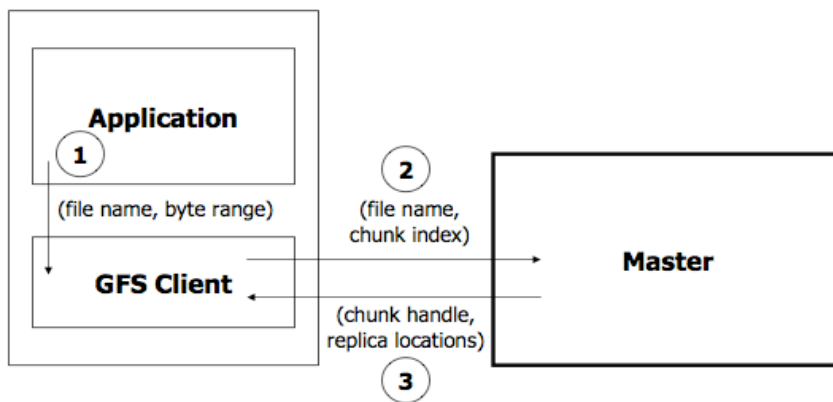 Application
1
(file name, byte range)
GFS Client
2
(file name,
chunk index)
(chunk handle,
replica locations)
3
Master